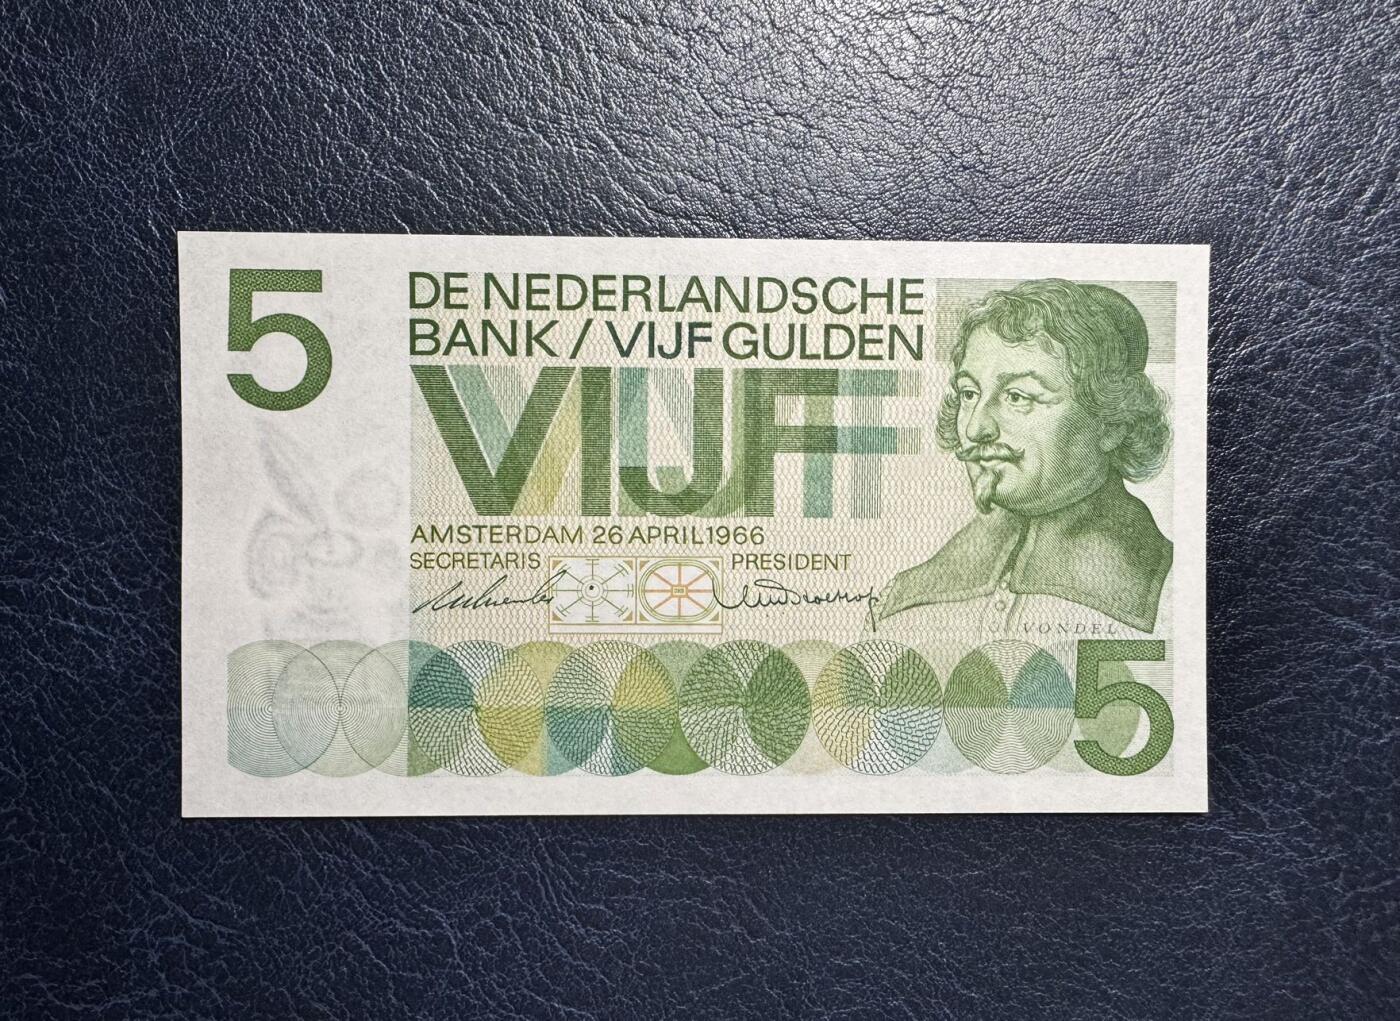 5
DE NEDERLANDSCHE
BANK / VIJF GULDEN
VIJF
AMSTERDAM 26 APRIL 1966
SECRETARIS
PRESIDENT
VONDEL
5